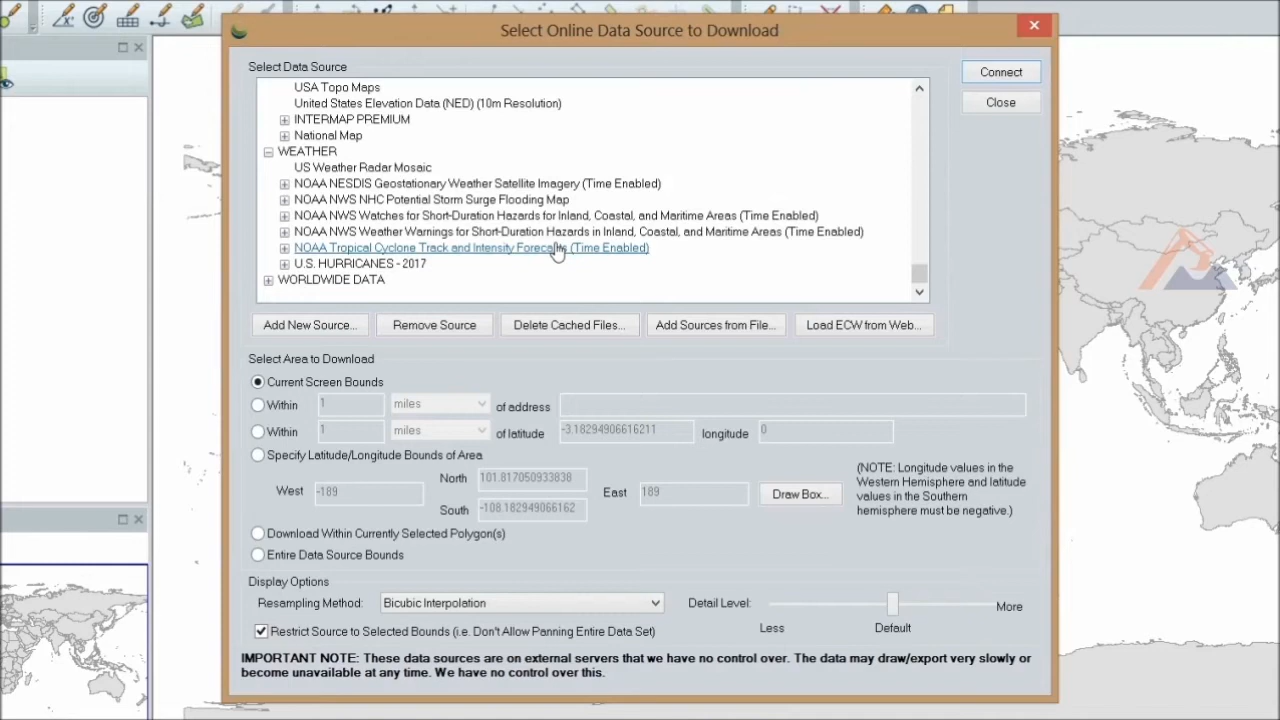 Select Online Data Source to Download
Select Data Source
Connect
Close
USA Topo Maps
United States Elevation Data (NED) (10m Resolution)
INTERMAP PREMIUM
National Map
WEATHER
US Weather Radar Mosaic
NOAA NESDIS Geostationary Weather Satellite Imagery (Time Enabled)
NOAA NWS NHC Potential Storm Surge Flooding Map
NOAA NWS Watches for Short-Duration Hazards for Inland, Coastal, and Maritime Areas (Time Enabled)
NOAA NWS Weather Warnings for Short-Duration Hazards in Inland, Coastal, and Maritime Areas (Time Enabled)
NOAA Tropical Cyclone Track and Intensity Forecasts (Time Enabled)
U.S. HURRICANES - 2017
WORLDWIDE DATA
Add New Source... Remove Source Delete Cached Files... Add Sources from File... Load ECW from Web...
Select Area to Download
Current Screen Bounds
Within 1 miles of address
Within 1 miles of latitude -3.18294906616211 longitude 0
Specify Latitude/Longitude Bounds of Area
North 101.817050933838
West -189 East 189 Draw Box...
South -108.182949066162
(NOTE: Longitude values in the
Western Hemisphere and latitude
values in the Southern
hemisphere must be negative.)
Download Within Currently Selected Polygon(s)
Entire Data Source Bounds
Display Options
Resampling Method: Bicubic Interpolation Detail Level: More
Less Default
Restrict Source to Selected Bounds (i.e. Don't Allow Panning Entire Data Set)
IMPORTANT NOTE: These data sources are on external servers that we have no control over. The data may draw/export very slowly or
become unavailable at any time. We have no control over this.